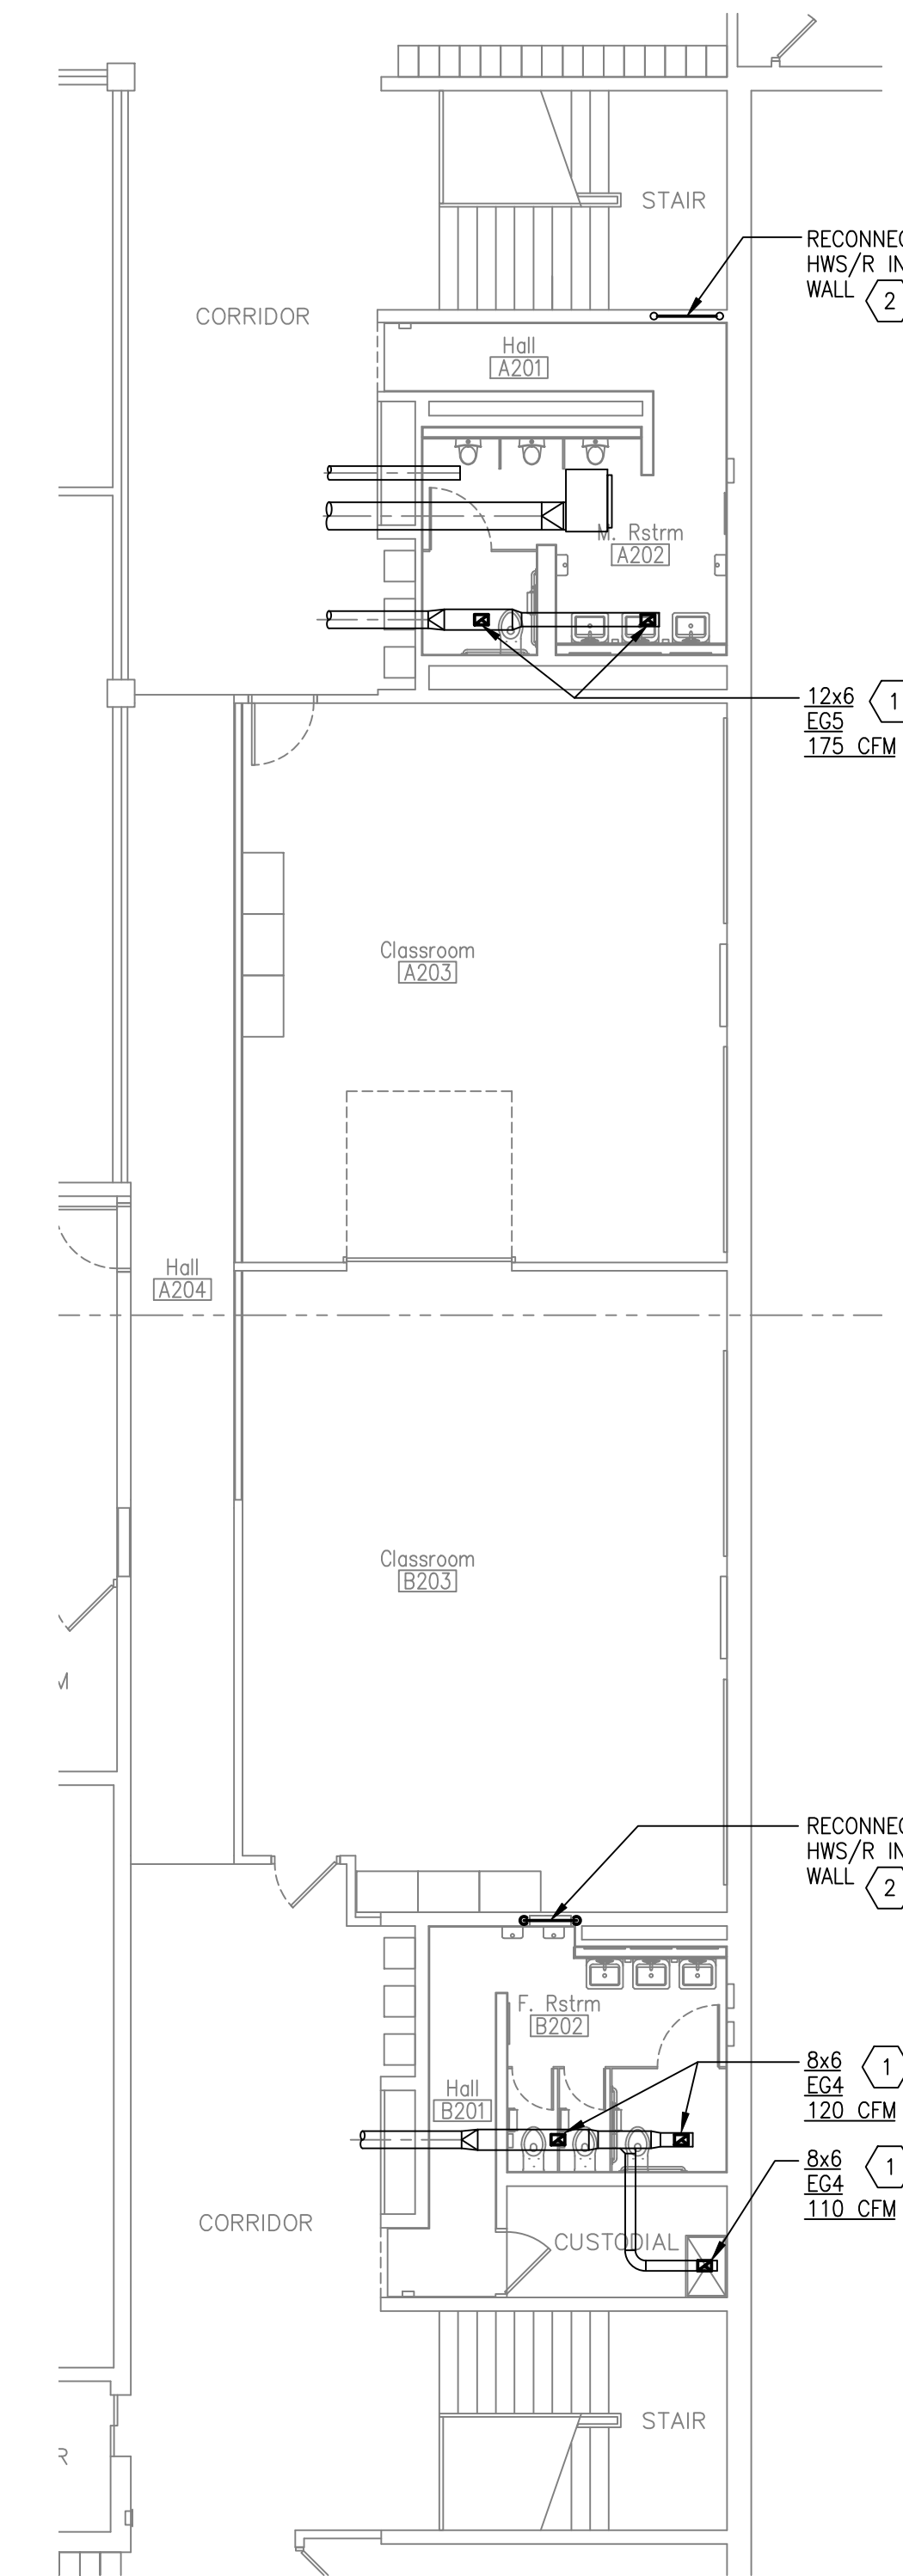 STAIR
RECONNEC
HWS/R IN
WALL 2
CORRIDOR
Hall
A201
M. Rstrm
A202
12x6 1
EG5
175 CFM
Classroom
A203
Hall
A204
Classroom
B203
M
RECONNEC
HWS/R IN
WALL 2
F. Rstrm
B202
8x6 1
EG4
120 CFM
Hall
B201
8x6 1
EG4
110 CFM
CORRIDOR
CUSTODIAL
STAIR
R